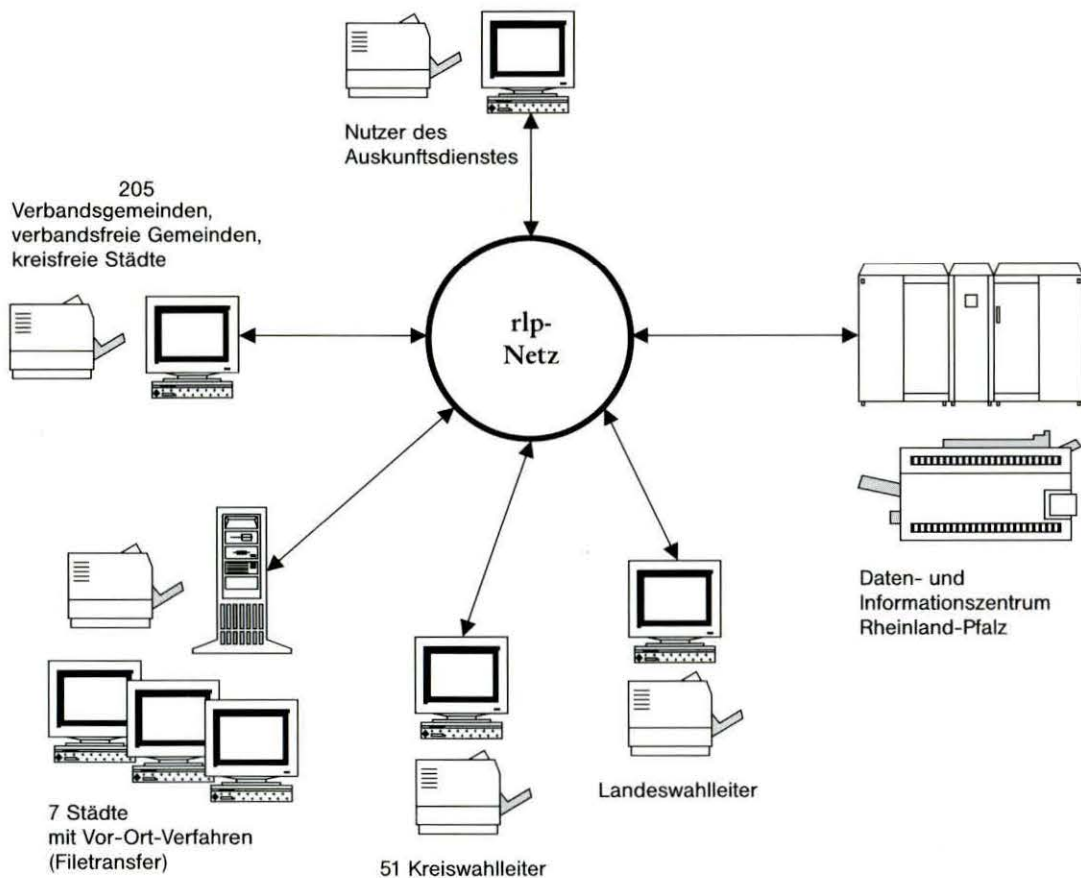 Nutzer des
Auskunftsdienstes
205
Verbandsgemeinden,
verbandsfreie Gemeinden,
kreisfreie Städte
rlp-
Netz
Daten- und
Informationszentrum
Rheinland-Pfalz
Landeswahlleiter
7 Städte
mit Vor-Ort-Verfahren
(Filetransfer)
51 Kreiswahlleiter